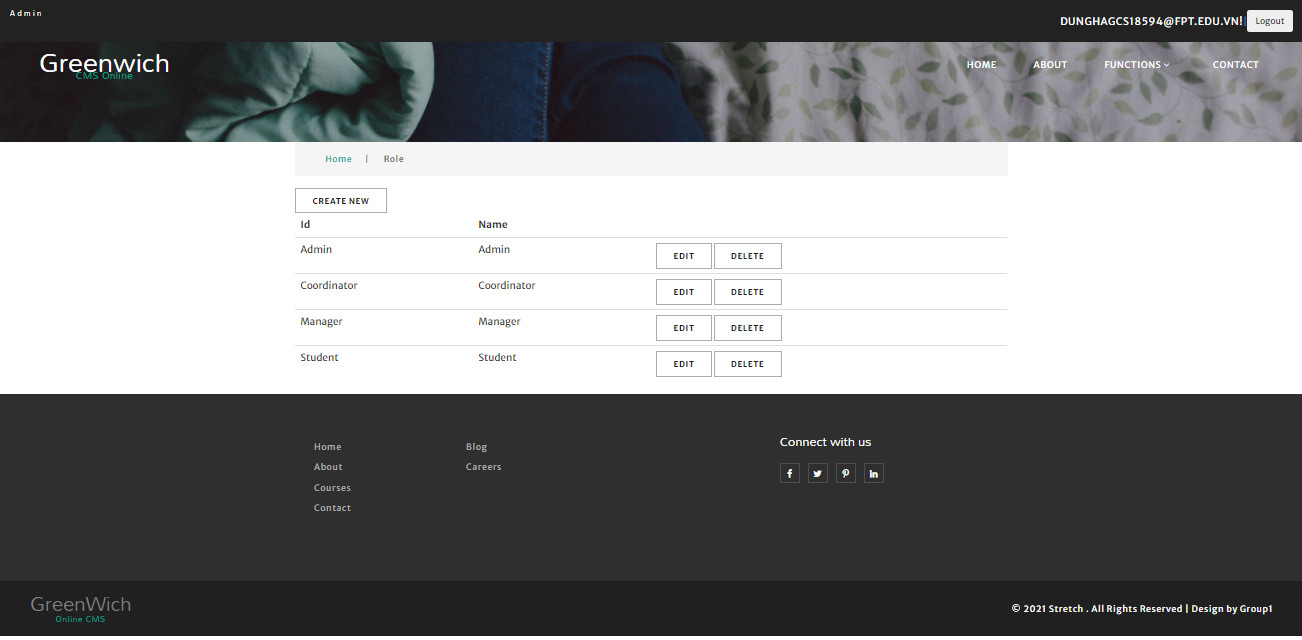 Admin
DUNGHAGCS18594@FPT.EDU.VN!
Logout
Greenwich
CMS Online
HOME ABOUT FUNCTIONS CONTACT
Home | Role
CREATE NEW
Id Name
Admin Admin EDIT DELETE
Coordinator Coordinator EDIT DELETE
Manager Manager EDIT DELETE
Student Student EDIT DELETE
Home Blog
About Careers
Courses
Contact
Connect with us
GreenWich
Online CMS
© 2021 Stretch . All Rights Reserved | Design by Group1